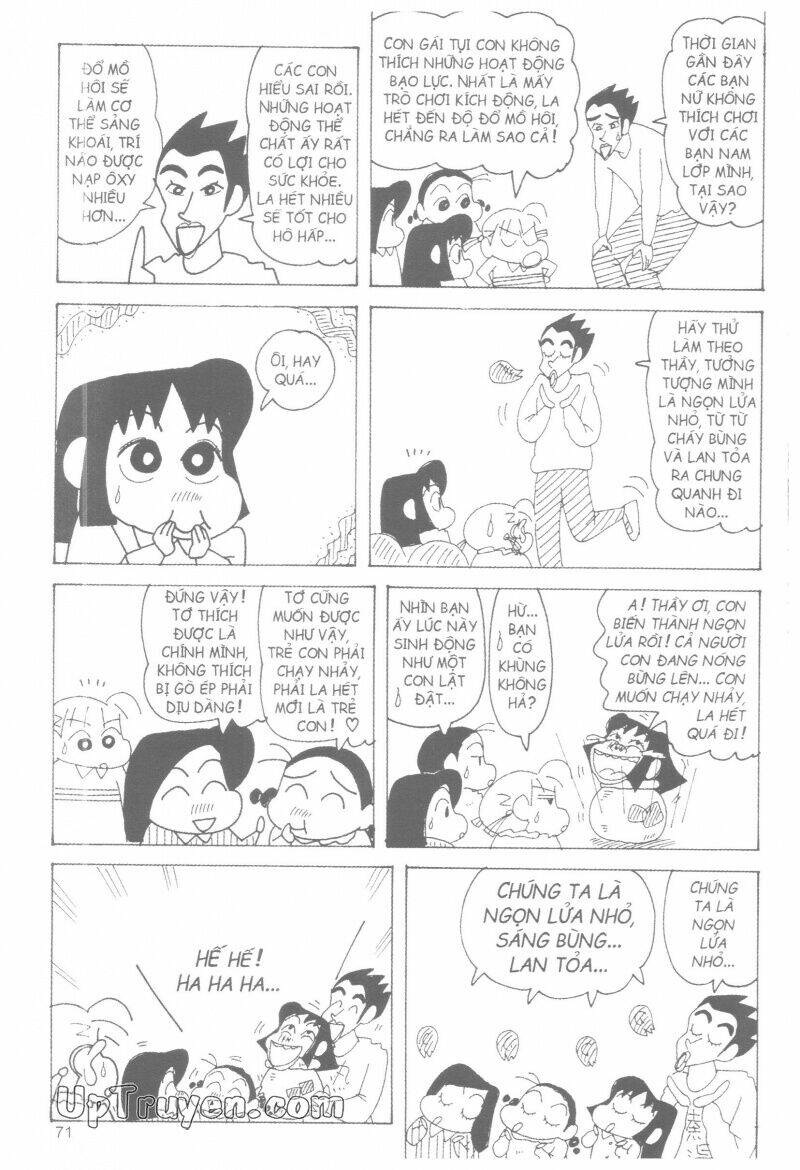 THỜI GIAN
GẦN ĐÂY
CÁC BẠN
NỮ KHÔNG
THÍCH CHƠI
VỚI CÁC
BẠN NAM
LỚP MÌNH,
TẠI SAO
VẬY?
CON GÁI TỤI CON KHÔNG
THÍCH NHỮNG HOẠT ĐỘNG
BẠO LỰC. NHẤT LÀ MẤY
TRÒ CHƠI KÍCH ĐỘNG, LA
HÉT ĐẾN ĐỘ ĐỔ MỒ HÔI,
CHẲNG RA LÀM SAO CẢ!
CÁC CON
HIỂU SAI RỒI.
NHỮNG HOẠT
ĐỘNG THỂ
CHẤT ẤY RẤT
CÓ LỢI CHO
SỨC KHỎE.
LA HÉT NHIỀU
SẼ TỐT CHO
HÔ HẤP...
ĐỔ MỒ
HÔI SẼ
LÀM CƠ
THỂ SẢNG
KHOÁI, TRÍ
NÃO ĐƯỢC
NẠP ÔXY
NHIỀU
HƠN...
HÃY THỬ
LÀM THEO
THẦY, TƯỞNG
TƯỢNG MÌNH
LÀ NGỌN LỬA
NHỎ, TỪ TỪ
CHÁY BÙNG
VÀ LAN TỎA
RA CHUNG
QUANH ĐI
NÀO...
ÔI, HAY
QUÁ...
A! THẦY ƠI, CON
BIẾN THÀNH NGỌN
LỬA RỒI! CẢ NGƯỜI
CON ĐANG NÓNG
BỪNG LÊN... CON
MUỐN CHẠY NHẢY,
LA HÉT
QUÁ ĐI!
HỪ...
BẠN
CÓ
KHÙNG
KHÔNG
HẢ?
NHÌN BẠN
ẤY LÚC NÀY
SINH ĐỘNG
NHƯ MỘT
CON LẬT
ĐẬT...
TỚ CŨNG
MUỐN ĐƯỢC
NHƯ VẬY,
TRẺ CON PHẢI
CHẠY NHẢY,
PHẢI LA HÉT
MỚI LÀ TRẺ
CON! ♡
ĐÚNG VẬY!
TỚ THÍCH
ĐƯỢC LÀ
CHÍNH MÌNH,
KHÔNG THÍCH
BỊ GÒ ÉP PHẢI
DỊU DÀNG!
CHÚNG
TA LÀ
NGỌN
LỬA
NHỎ...
CHÚNG TA LÀ
NGỌN LỬA NHỎ,
SÁNG BÙNG...
LAN TỎA...
HẾ HẾ!
HA HA HA...
UpTruyen.com
71